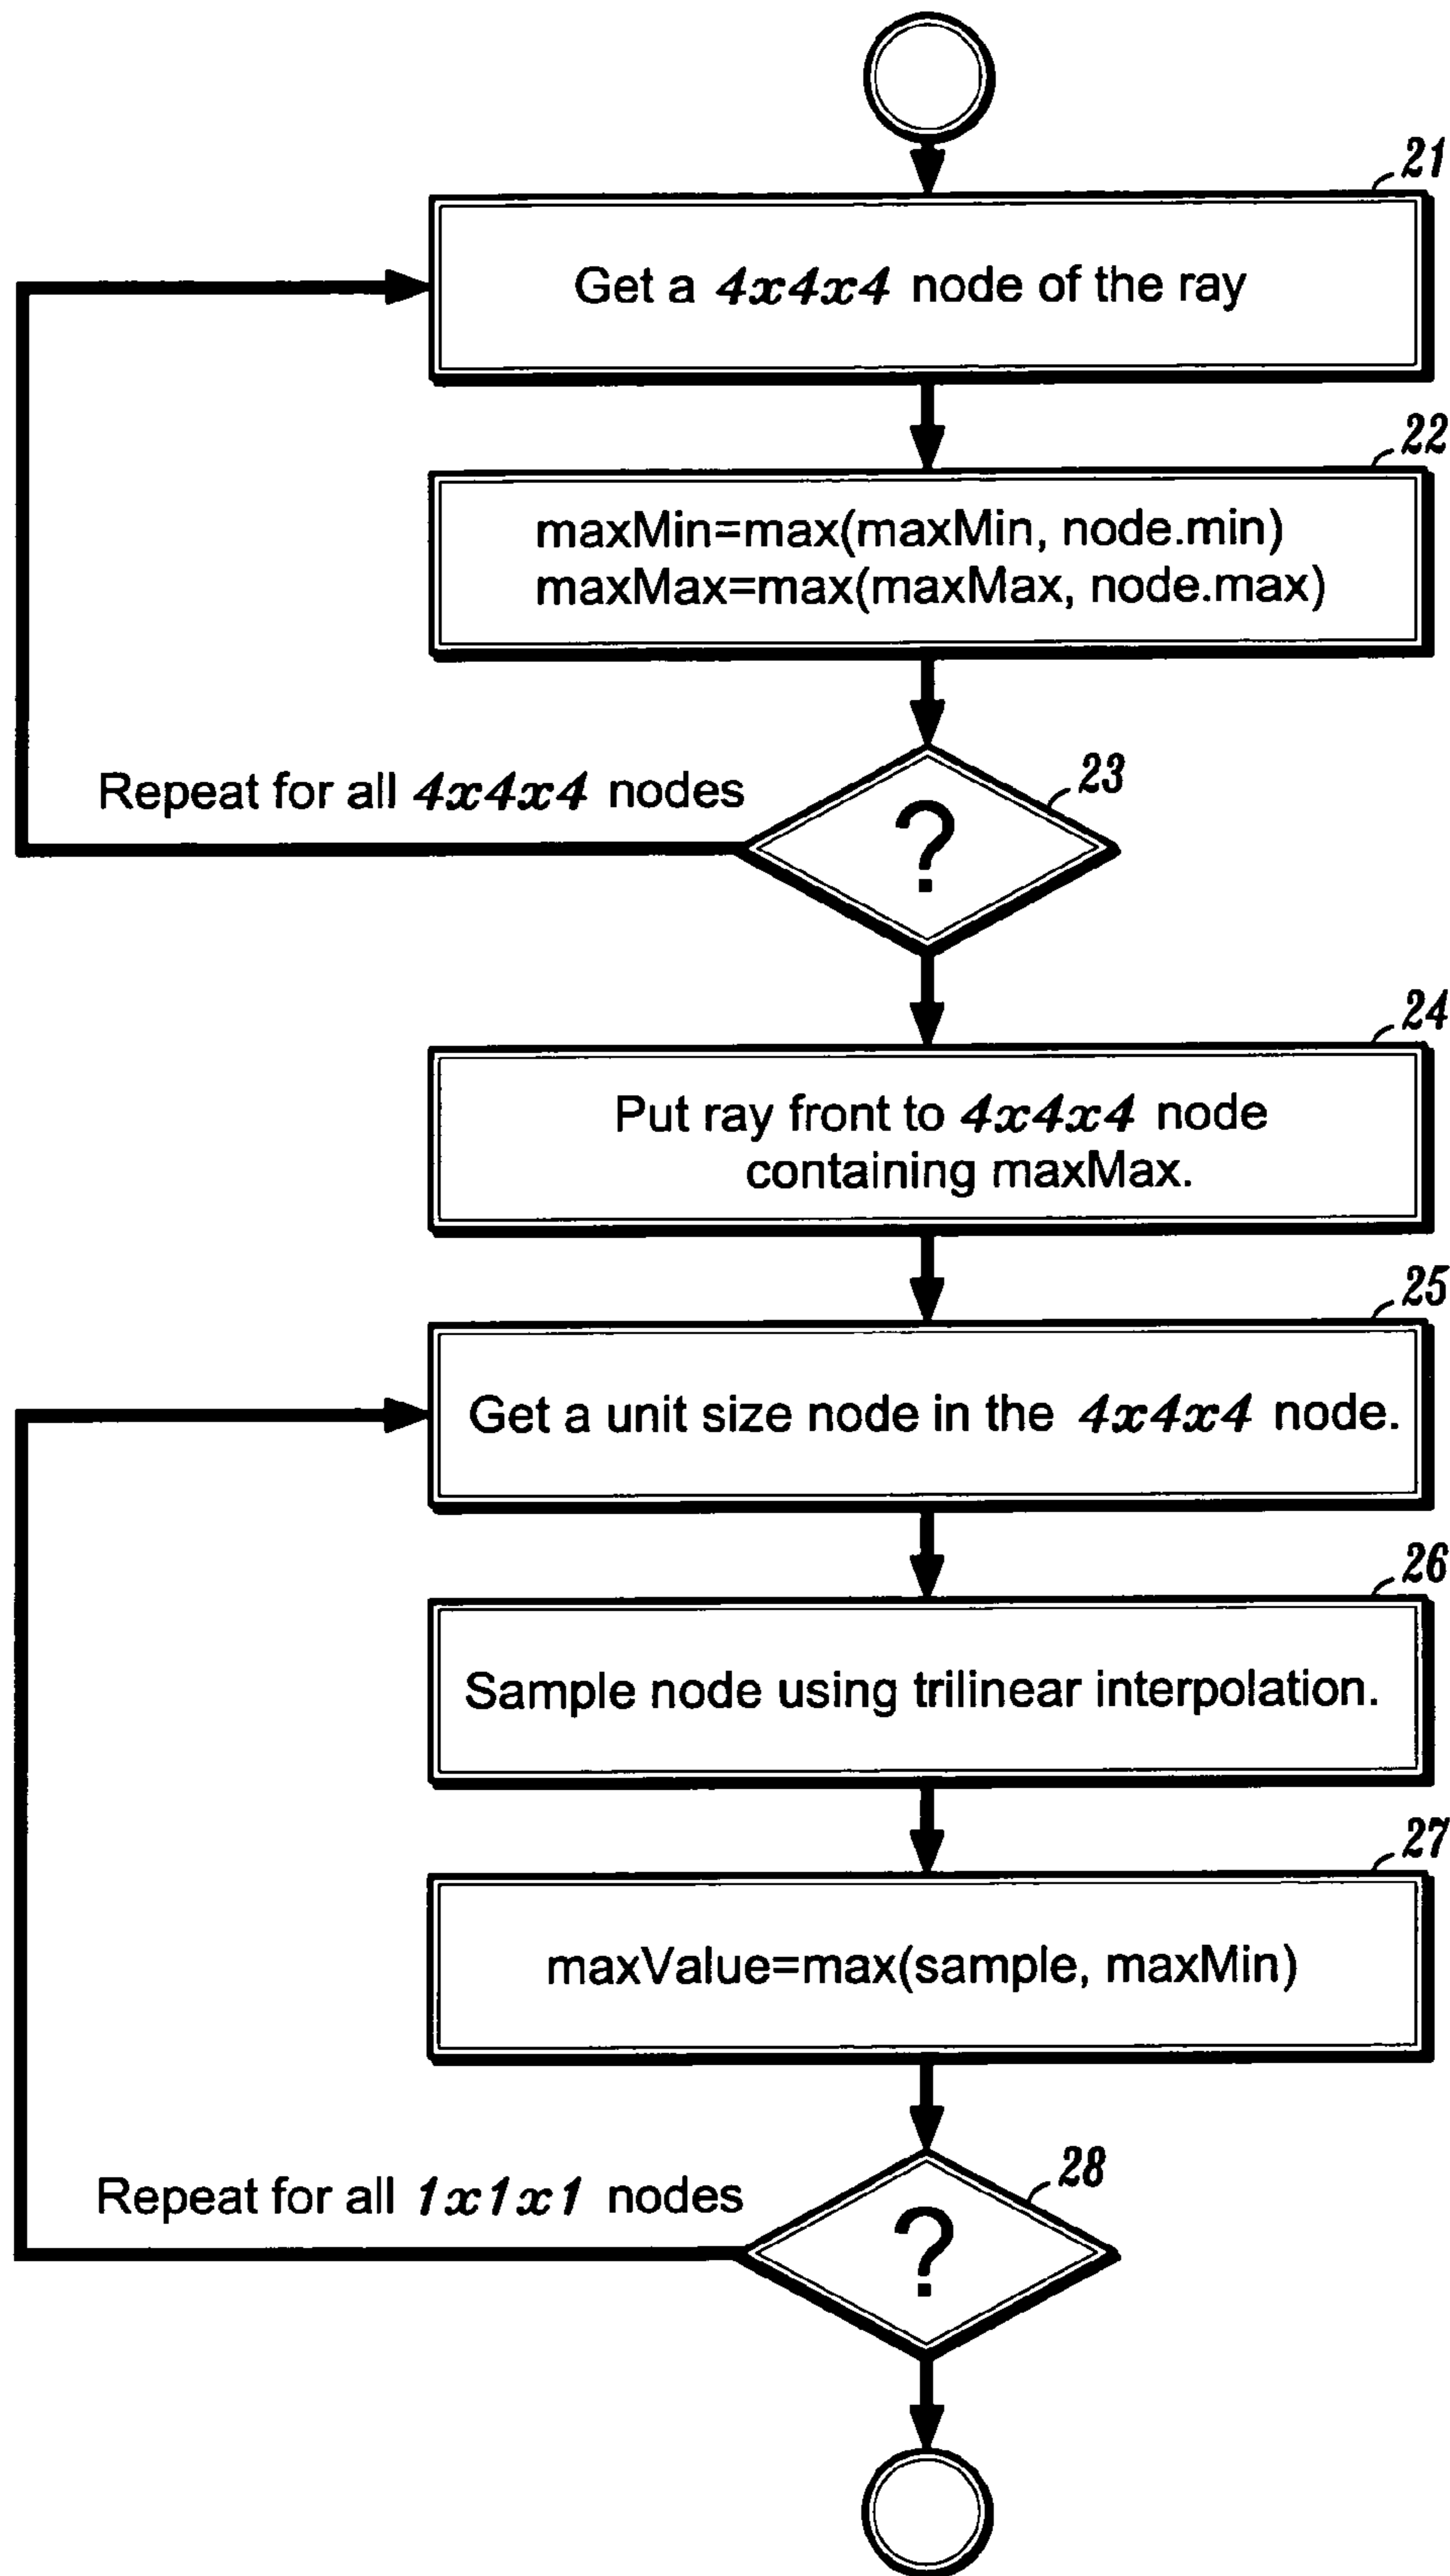 21
Get a 4x4x4 node of the ray
22
maxMin=max(maxMin, node.min)
maxMax=max(maxMax, node.max)
23
Repeat for all 4x4x4 nodes
?
24
Put ray front to 4x4x4 node
containing maxMax.
25
Get a unit size node in the 4x4x4 node.
26
Sample node using trilinear interpolation.
27
maxValue=max(sample, maxMin)
28
Repeat for all 1x1x1 nodes
?